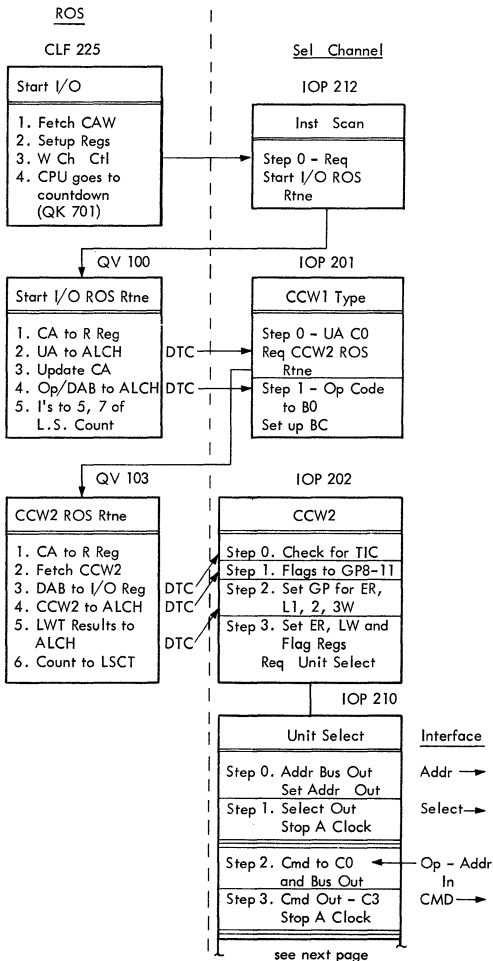 ROS
CLF 225
Sel Channel
Start I/O
1. Fetch CAW
2. Setup Regs
3. W Ch Ctl
4. CPU goes to
countdown
(QK 701)
IOP 212
Inst Scan
Step 0 - Req
Start I/O ROS
Rtne
QV 100
Start I/O ROS Rtne
1. CA to R Reg
2. UA to ALCH
DTC
3. Update CA
4. Op/DAB to ALCH
DTC
5. I's to 5, 7 of
L.S. Count
IOP 201
CCW1 Type
Step 0 - UA C0
Req CCW2 ROS
Rtne
Step 1 - Op Code
to B0
Set up BC
QV 103
CCW2 ROS Rtne
1. CA to R Reg
2. Fetch CCW2
3. DAB to I/O Reg
DTC
4. CCW2 to ALCH
DTC
5. LWT Results to
ALCH
DTC
6. Count to LSCT
IOP 202
CCW2
Step 0. Check for TIC
Step 1. Flags to GP8-11
Step 2. Set GP for ER,
L1, 2, 3W
Step 3. Set ER, LW and
Flag Regs
Req Unit Select
IOP 210
Unit Select
Interface
Step 0. Addr Bus Out
Set Addr Out
Addr
Step 1. Select Out
Stop A Clock
Select
Step 2. Cmd to C0
and Bus Out
Op - Addr
In
Step 3. Cmd Out - C3
Stop A Clock
CMD
see next page